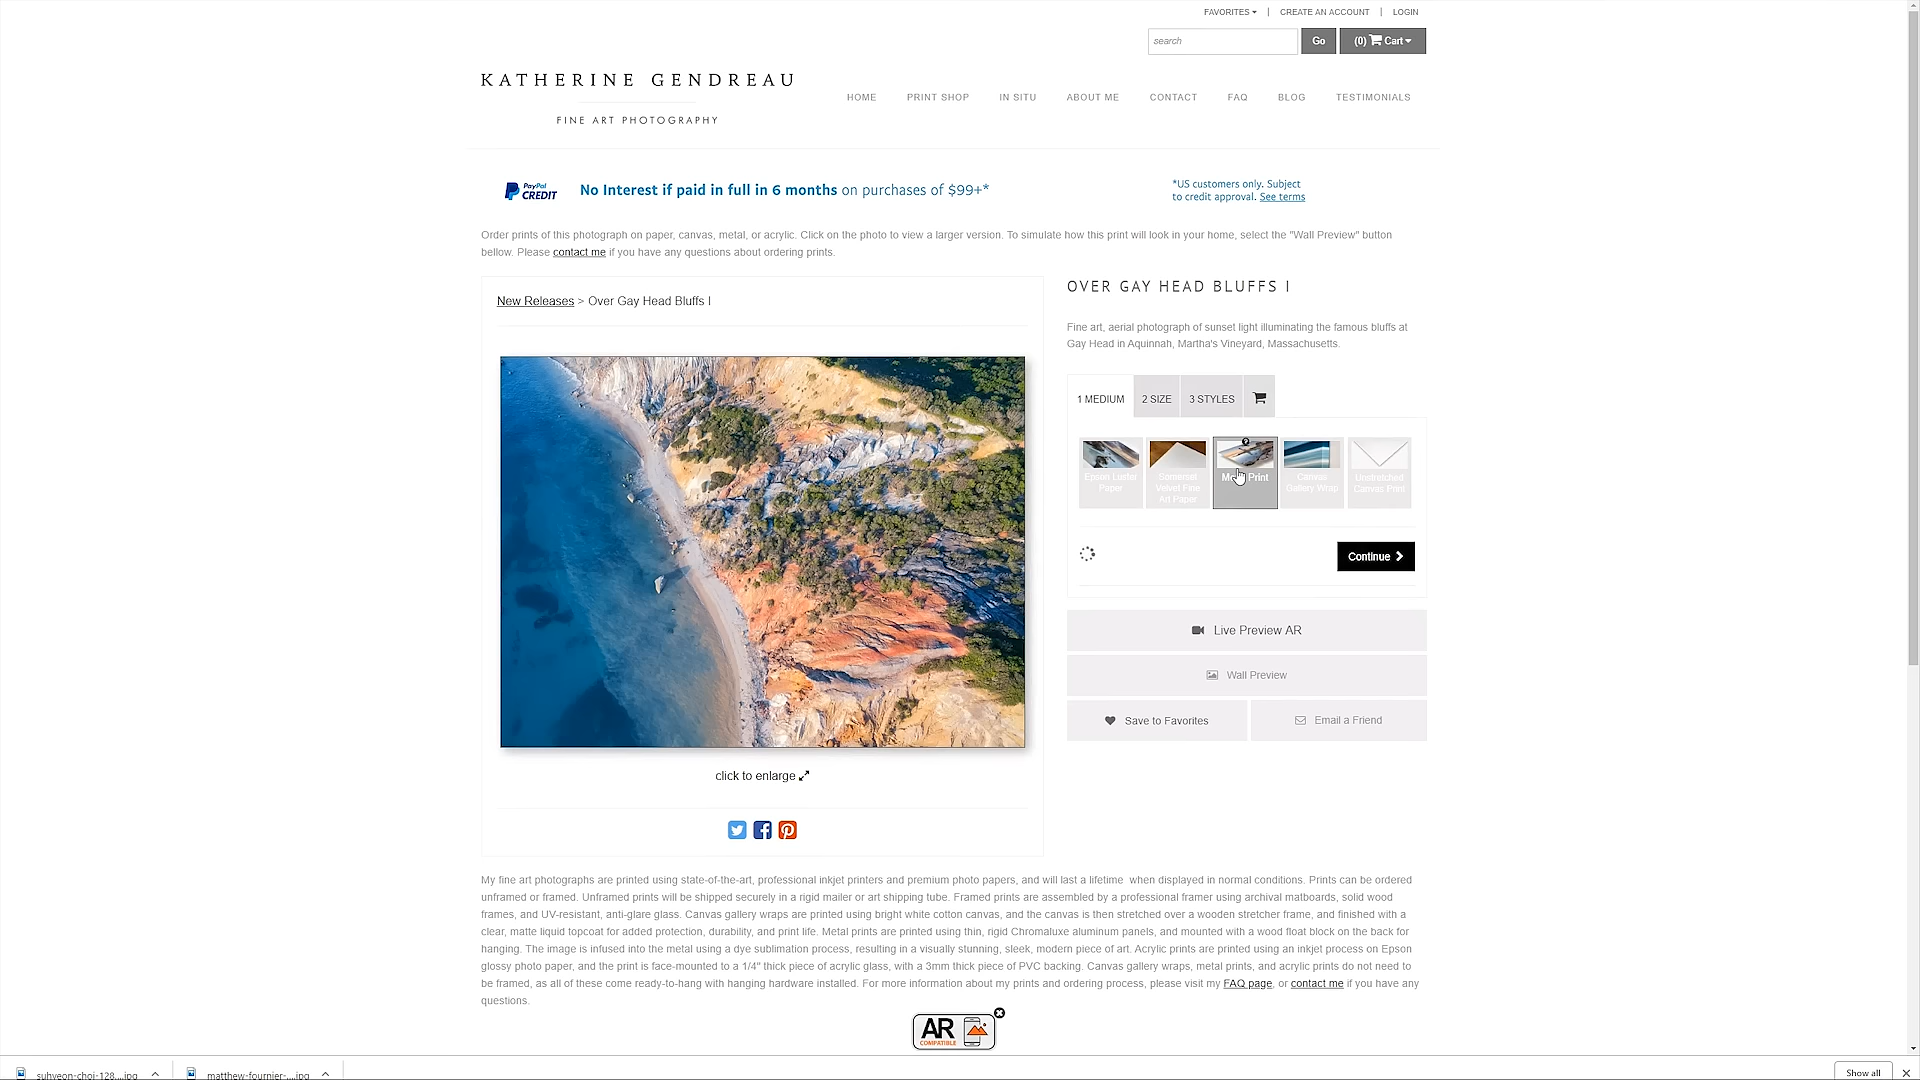 FAVORITES | CREATE AN ACCOUNT | LOGIN
search Go (0) Cart
KATHERINE GENDREAU
FINE ART PHOTOGRAPHY
HOME PRINT SHOP IN SITU ABOUT ME CONTACT FAQ BLOG TESTIMONIALS
PayPal CREDIT
No Interest if paid in full in 6 months on purchases of $99+*
*US customers only. Subject
to credit approval. See terms
Order prints of this photograph on paper, canvas, metal, or acrylic. Click on the photo to view a larger version. To simulate how this print will look in your home, select the "Wall Preview" button
bellow. Please contact me if you have any questions about ordering prints.
New Releases > Over Gay Head Bluffs I
click to enlarge
OVER GAY HEAD BLUFFS I
Fine art, aerial photograph of sunset light illuminating the famous bluffs at
Gay Head in Aquinnah, Martha's Vineyard, Massachusetts.
1 MEDIUM 2 SIZE 3 STYLES
Epson Luster
Paper
Somerset
Velvet Fine
Art Paper
Print
Canvas
Gallery Wrap
Unstretched
Canvas Print
Continue
Live Preview AR
Wall Preview
Save to Favorites Email a Friend
My fine art photographs are printed using state-of-the-art, professional inkjet printers and premium photo papers, and will last a lifetime when displayed in normal conditions. Prints can be ordered
unframed or framed. Unframed prints will be shipped securely in a rigid mailer or art shipping tube. Framed prints are assembled by a professional framer using archival matboards, solid wood
frames, and UV-resistant, anti-glare glass. Canvas gallery wraps are printed using bright white cotton canvas, and the canvas is then stretched over a wooden stretcher frame, and finished with a
clear, matte liquid topcoat for added protection, durability, and print life. Metal prints are printed using thin, rigid Chromaluxe aluminum panels, and mounted with a wood float block on the back for
hanging. The image is infused into the metal using a dye sublimation process, resulting in a visually stunning, sleek, modern piece of art. Acrylic prints are printed using an inkjet process on Epson
glossy photo paper, and the print is face-mounted to a 1/4" thick piece of acrylic glass, with a 3mm thick piece of PVC backing. Canvas gallery wraps, metal prints, and acrylic prints do not need to
be framed, as all of these come ready-to-hang with hanging hardware installed. For more information about my prints and ordering process, please visit my FAQ page, or contact me if you have any
questions.
AR
COMPATIBLE
suhyeon-choi-128....jpg matthew-fournier-....jpg Show all